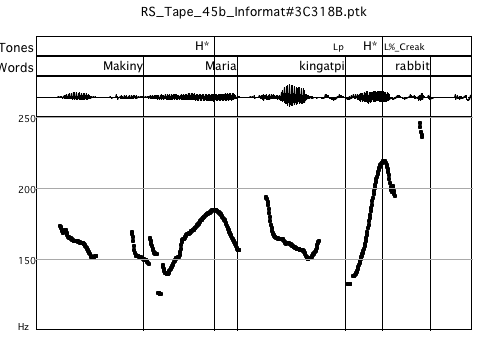 RS_Tape_45b_Informat#3C318B.ptk
Tones H* Lp H* L%_Creak
Words Makiny Maria kingatpi rabbit
250
200
150
Hz